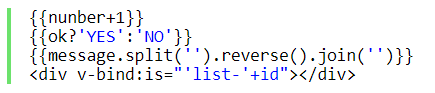 {{nunber+1}}
{{ok?'YES':'NO'}}
{{message.split('').reverse().join('')}}
<div v-bind:is="'list-'+id"></div>